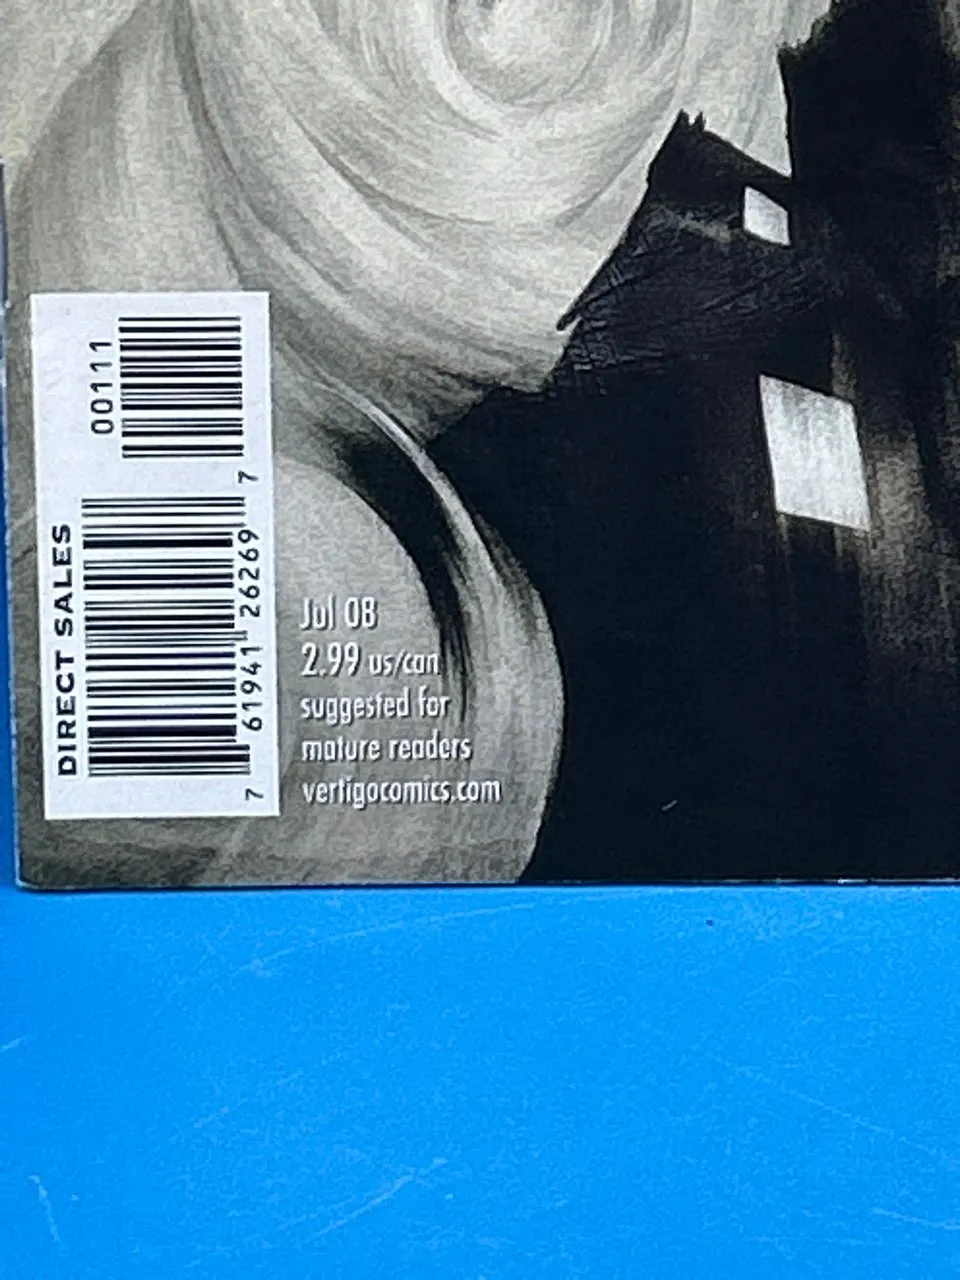 00111
DIRECT SALES
7 61941 26269 7
Jul 08
2.99 us/can
suggested for
mature readers
vertigocomics.com